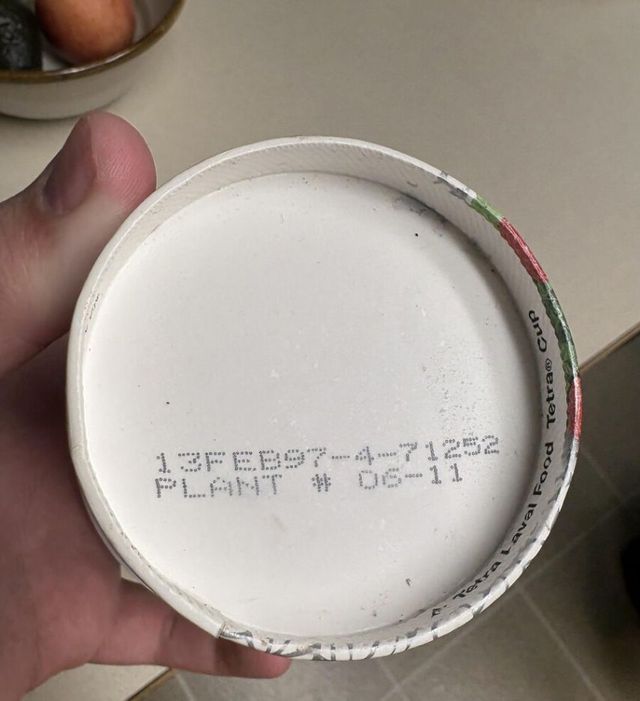 13FEB97-4-71252
PLANT # 06-11
Tetra Laval Food Tetra® Cup